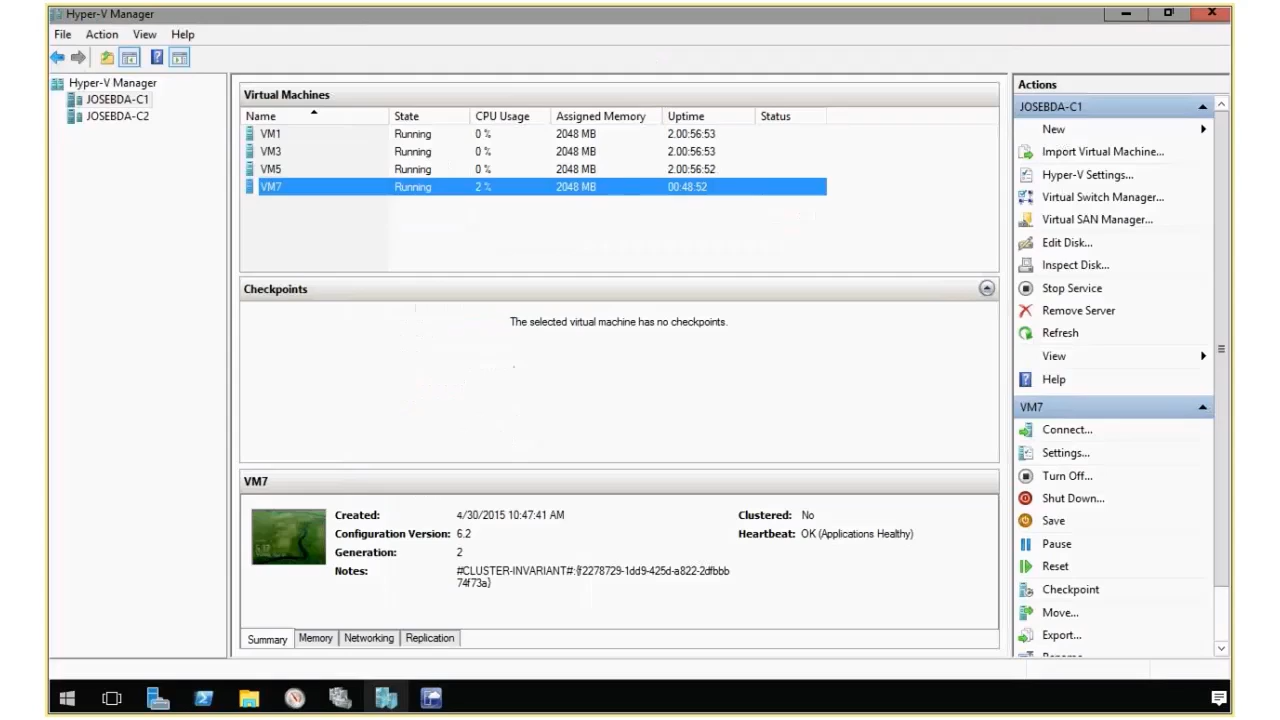 Hyper-V Manager
File Action View Help
Hyper-V Manager
JOSEBDA-C1
JOSEBDA-C2
Virtual Machines
Name State CPU Usage Assigned Memory Uptime Status
VM1 Running 0 % 2048 MB 2.00:56:53
VM3 Running 0 % 2048 MB 2.00:56:53
VM5 Running 0 % 2048 MB 2.00:56:52
VM7 Running 2 % 2048 MB 00:48:52
Checkpoints
The selected virtual machine has no checkpoints.
VM7
Created: 4/30/2015 10:47:41 AM Clustered: No
Configuration Version: 6.2 Heartbeat: OK (Applications Healthy)
Generation: 2
Notes: #CLUSTER-INVARIANT#:{f2278729-1dd9-425d-a822-2dfbbb
74f73a}
Summary Memory Networking Replication
Actions
JOSEBDA-C1
New
Import Virtual Machine...
Hyper-V Settings...
Virtual Switch Manager...
Virtual SAN Manager...
Edit Disk...
Inspect Disk...
Stop Service
Remove Server
Refresh
View
Help
VM7
Connect...
Settings...
Turn Off...
Shut Down...
Save
Pause
Reset
Checkpoint
Move...
Export...